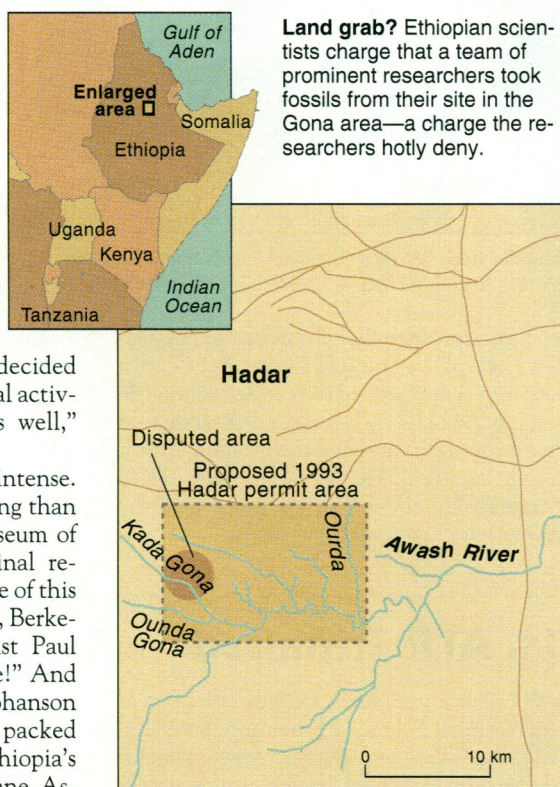 Land grab? Ethiopian scien-
tists charge that a team of
prominent researchers took
fossils from their site in the
Gona area—a charge the re-
searchers hotly deny.
Gulf of
Aden
Enlarged
area
Somalia
Ethiopia
Uganda
Kenya
Indian
Ocean
Tanzania
Hadar
Disputed area
Proposed 1993
Hadar permit area
Kada Gona
Ourda
Awash River
Ounda
Gona
0 10 km
decided
al activ-
s well,”
intense.
ng than
seum of
inal re-
e of this
, Berke-
st Paul
e!” And
ohanson
packed
hiopia’s